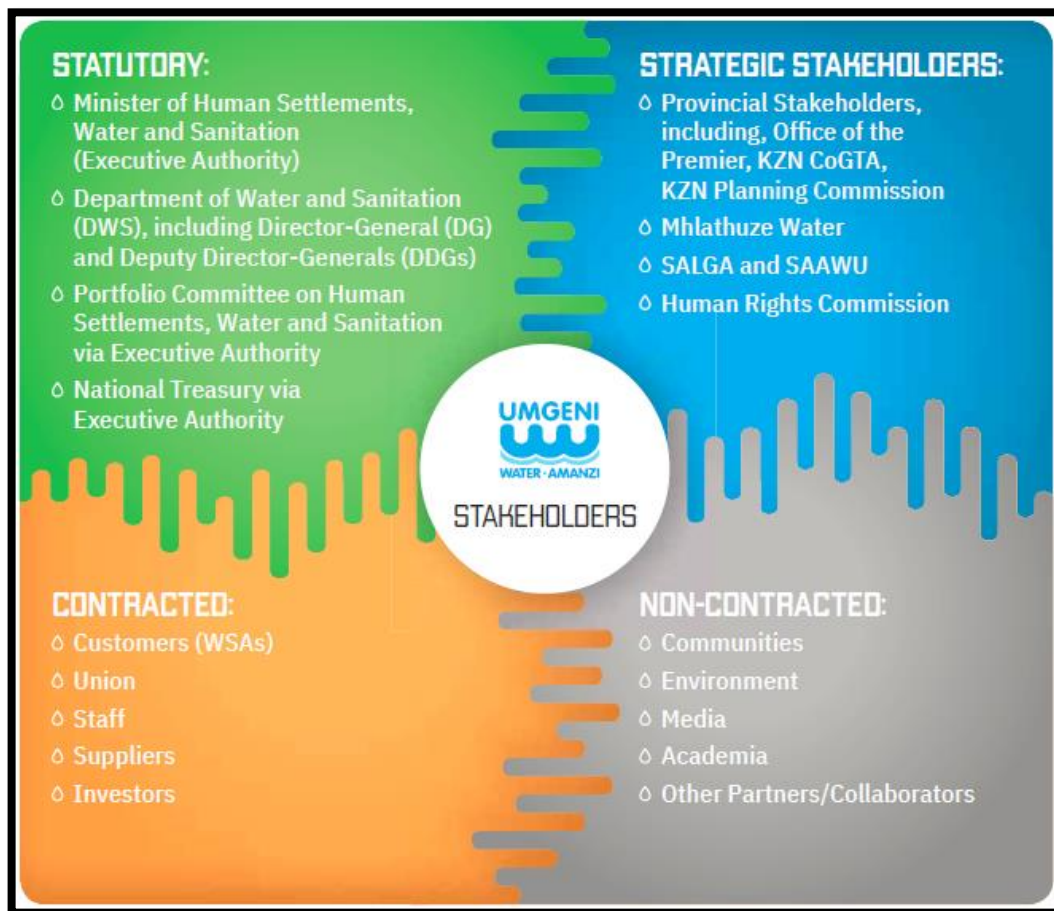 STATUTORY:
Minister of Human Settlements,
Water and Sanitation
(Executive Authority)
Department of Water and Sanitation
(DWS), including Director-General (DG)
and Deputy Director-Generals (DDGs)
Portfolio Committee on Human
Settlements, Water and Sanitation
via Executive Authority
National Treasury via
Executive Authority
STRATEGIC STAKEHOLDERS:
Provincial Stakeholders,
including, Office of the
Premier, KZN CoGTA,
KZN Planning Commission
Mhlathuze Water
SALGA and SAAWU
Human Rights Commission
UMGENI
WATER · AMANZI
STAKEHOLDERS
CONTRACTED:
Customers (WSAs)
Union
Staff
Suppliers
Investors
NON-CONTRACTED:
Communities
Environment
Media
Academia
Other Partners/Collaborators